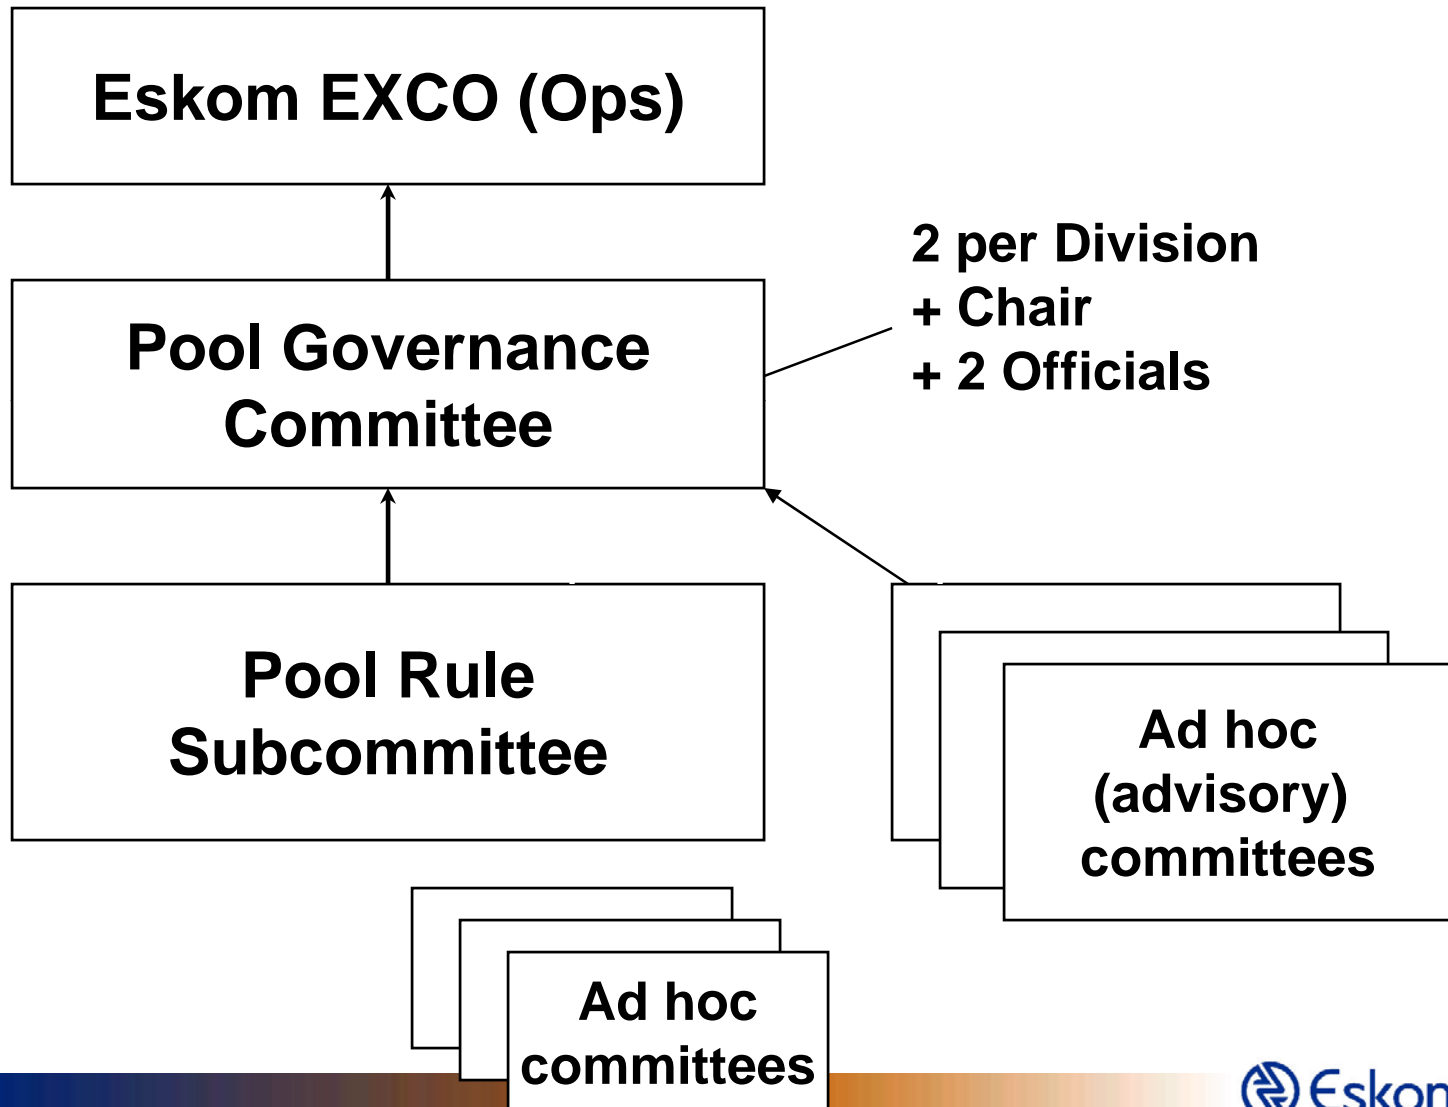 Eskom EXCO (Ops)
2 per Division
+ Chair
+ 2 Officials
Pool Governance
Committee
Pool Rule
Subcommittee
Ad hoc
(advisory)
committees
Ad hoc
committees
Eskom